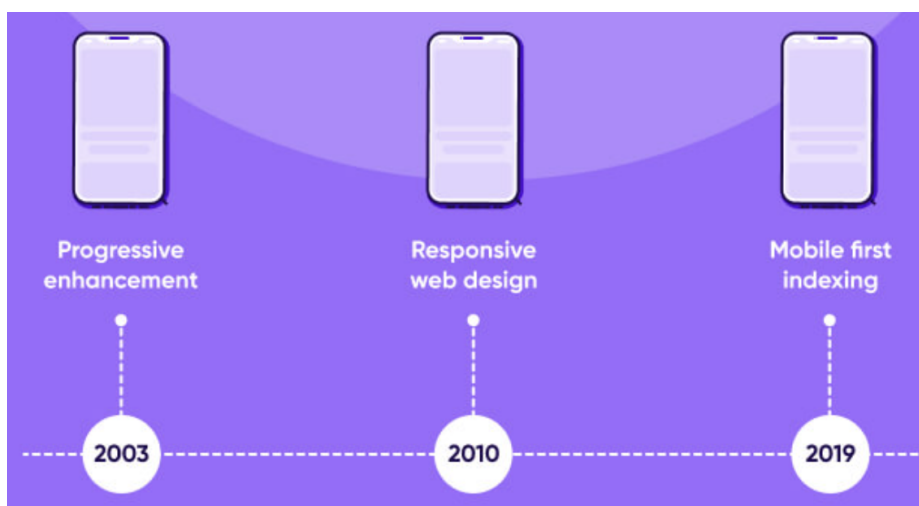 Progressive
enhancement
Responsive
web design
Mobile first
indexing
2003
2010
2019